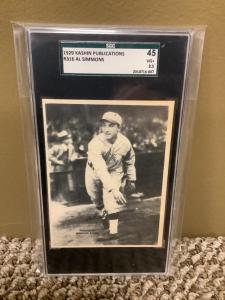 SGC
1929 KASHIN PUBLICATIONS
R316 AL SIMMONS
45
VG+
3.5